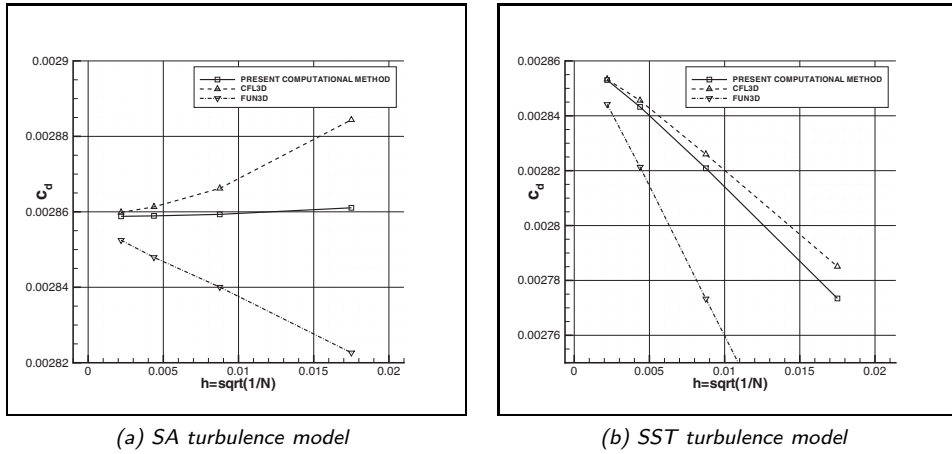 0.0029
0.00288
0.00286
0.00284
0.00282
c_d
PRESENT COMPUTATIONAL METHOD
CFL3D
FUN3D
0
0.005
0.01
0.015
0.02
h=sqrt(1/N)
(a) SA turbulence model
0.00286
0.00284
0.00282
0.0028
0.00278
0.00276
c_d
PRESENT COMPUTATIONAL METHOD
CFL3D
FUN3D
0
0.005
0.01
0.015
0.02
h=sqrt(1/N)
(b) SST turbulence model